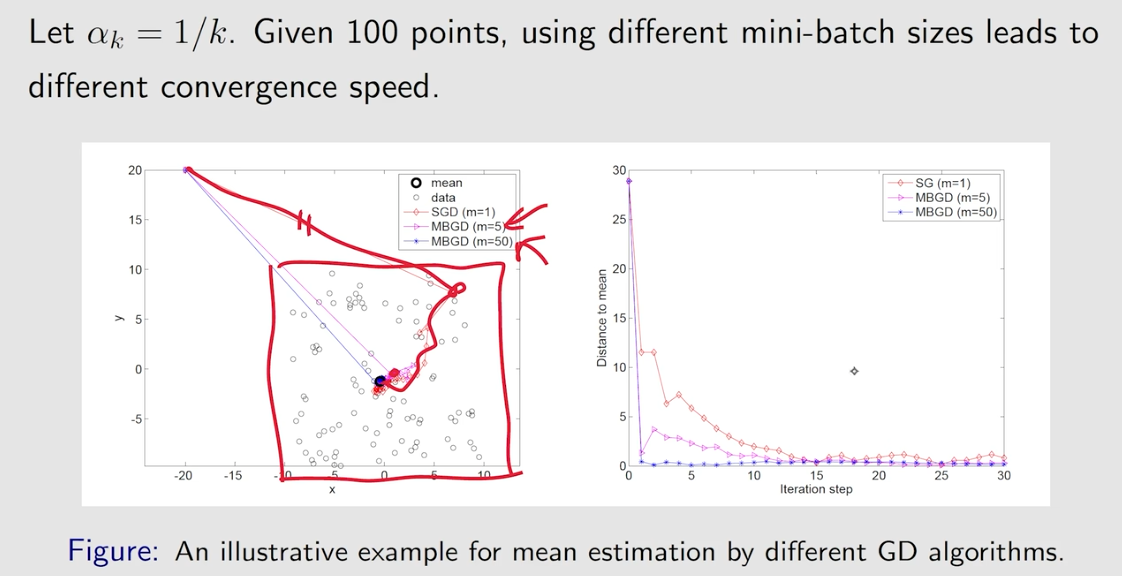 Let αₖ = 1/k. Given 100 points, using different mini-batch sizes leads to
different convergence speed.
20
15
10
5
0
-5
y
-20
-15
-10
-5
0
5
10
x
mean
data
SGD (m=1)
MBGD (m=5)
MBGD (m=50)
30
25
20
15
10
5
0
Distance to mean
0
5
10
15
20
25
30
Iteration step
SG (m=1)
MBGD (m=5)
MBGD (m=50)
Figure: An illustrative example for mean estimation by different GD algorithms.